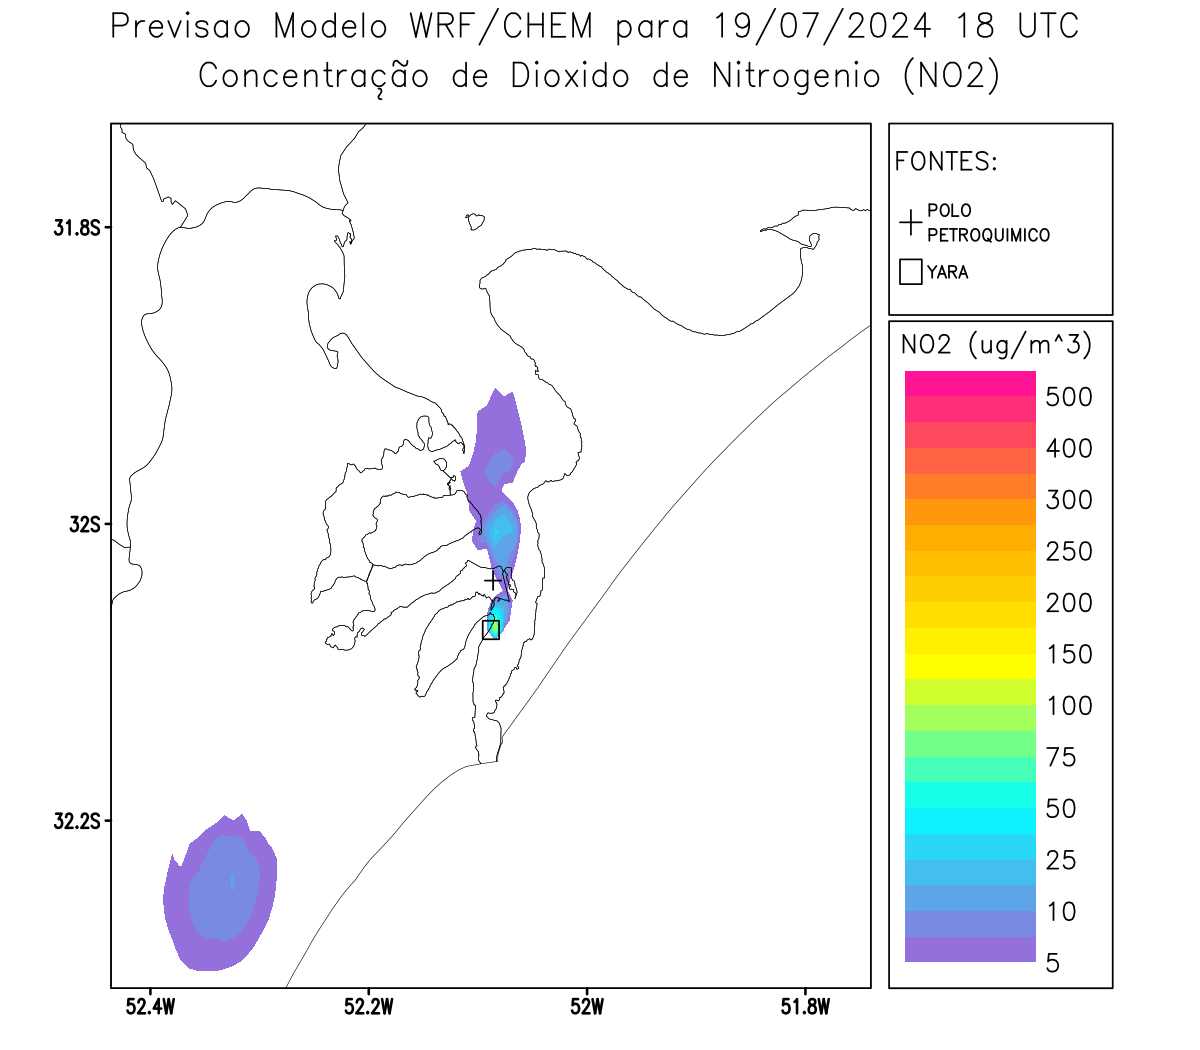 Previsao Modelo WRF/CHEM para 19/07/2024 18 UTC
Concentração de Dioxido de Nitrogenio (NO2)
FONTES:
POLO
PETROQUIMICO
YARA
NO2 (ug/m^3)
500
400
300
250
200
150
100
75
50
25
10
5
31.8S
32S
32.2S
52.4W
52.2W
52W
51.8W